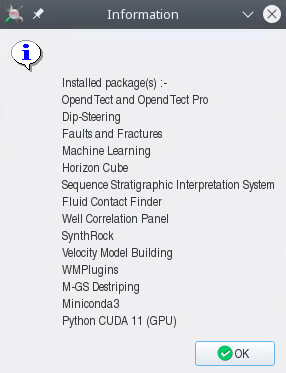 Information
Installed package(s) :-
OpendTect and OpendTect Pro
Dip-Steering
Faults and Fractures
Machine Learning
Horizon Cube
Sequence Stratigraphic Interpretation System
Fluid Contact Finder
Well Correlation Panel
SynthRock
Velocity Model Building
WMPlugins
M-GS Destriping
Miniconda3
Python CUDA 11 (GPU)
OK